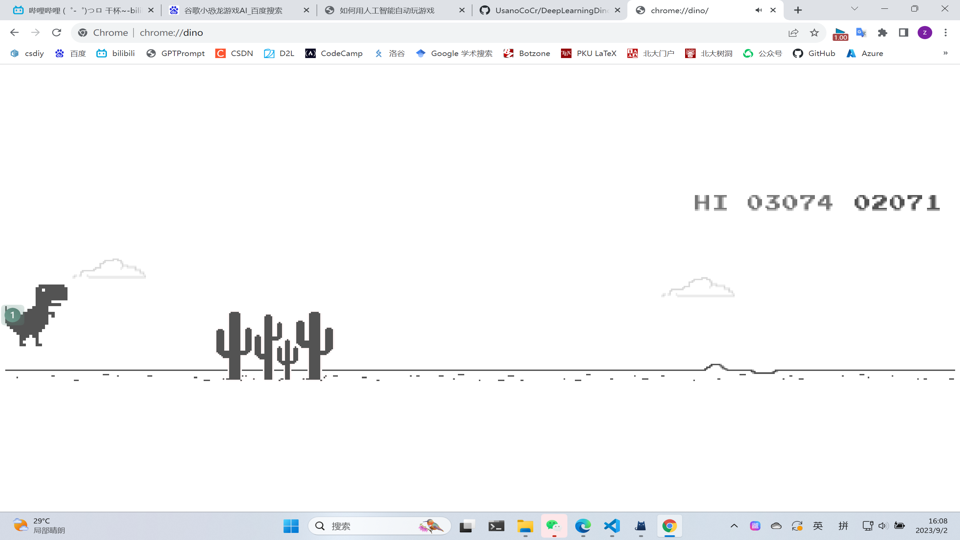 哔哩哔哩 (゜-゜)つロ 干杯~-bili
谷歌小恐龙游戏AI_百度搜索
如何用人工智能自动玩游戏
UsanoCoCr/DeepLearningDin
chrome://dino/
Chrome | chrome://dino
1.00
z
csdiy
百度
bilibili
GPTPrompt
CSDN
D2L
CodeCamp
洛谷
Google 学术搜索
Botzone
PKU LaTeX
北大门户
北大树洞
公众号
GitHub
Azure
»
HI 03074 02071
1
29°C
局部晴朗
搜索
英
拼
16:08
2023/9/2